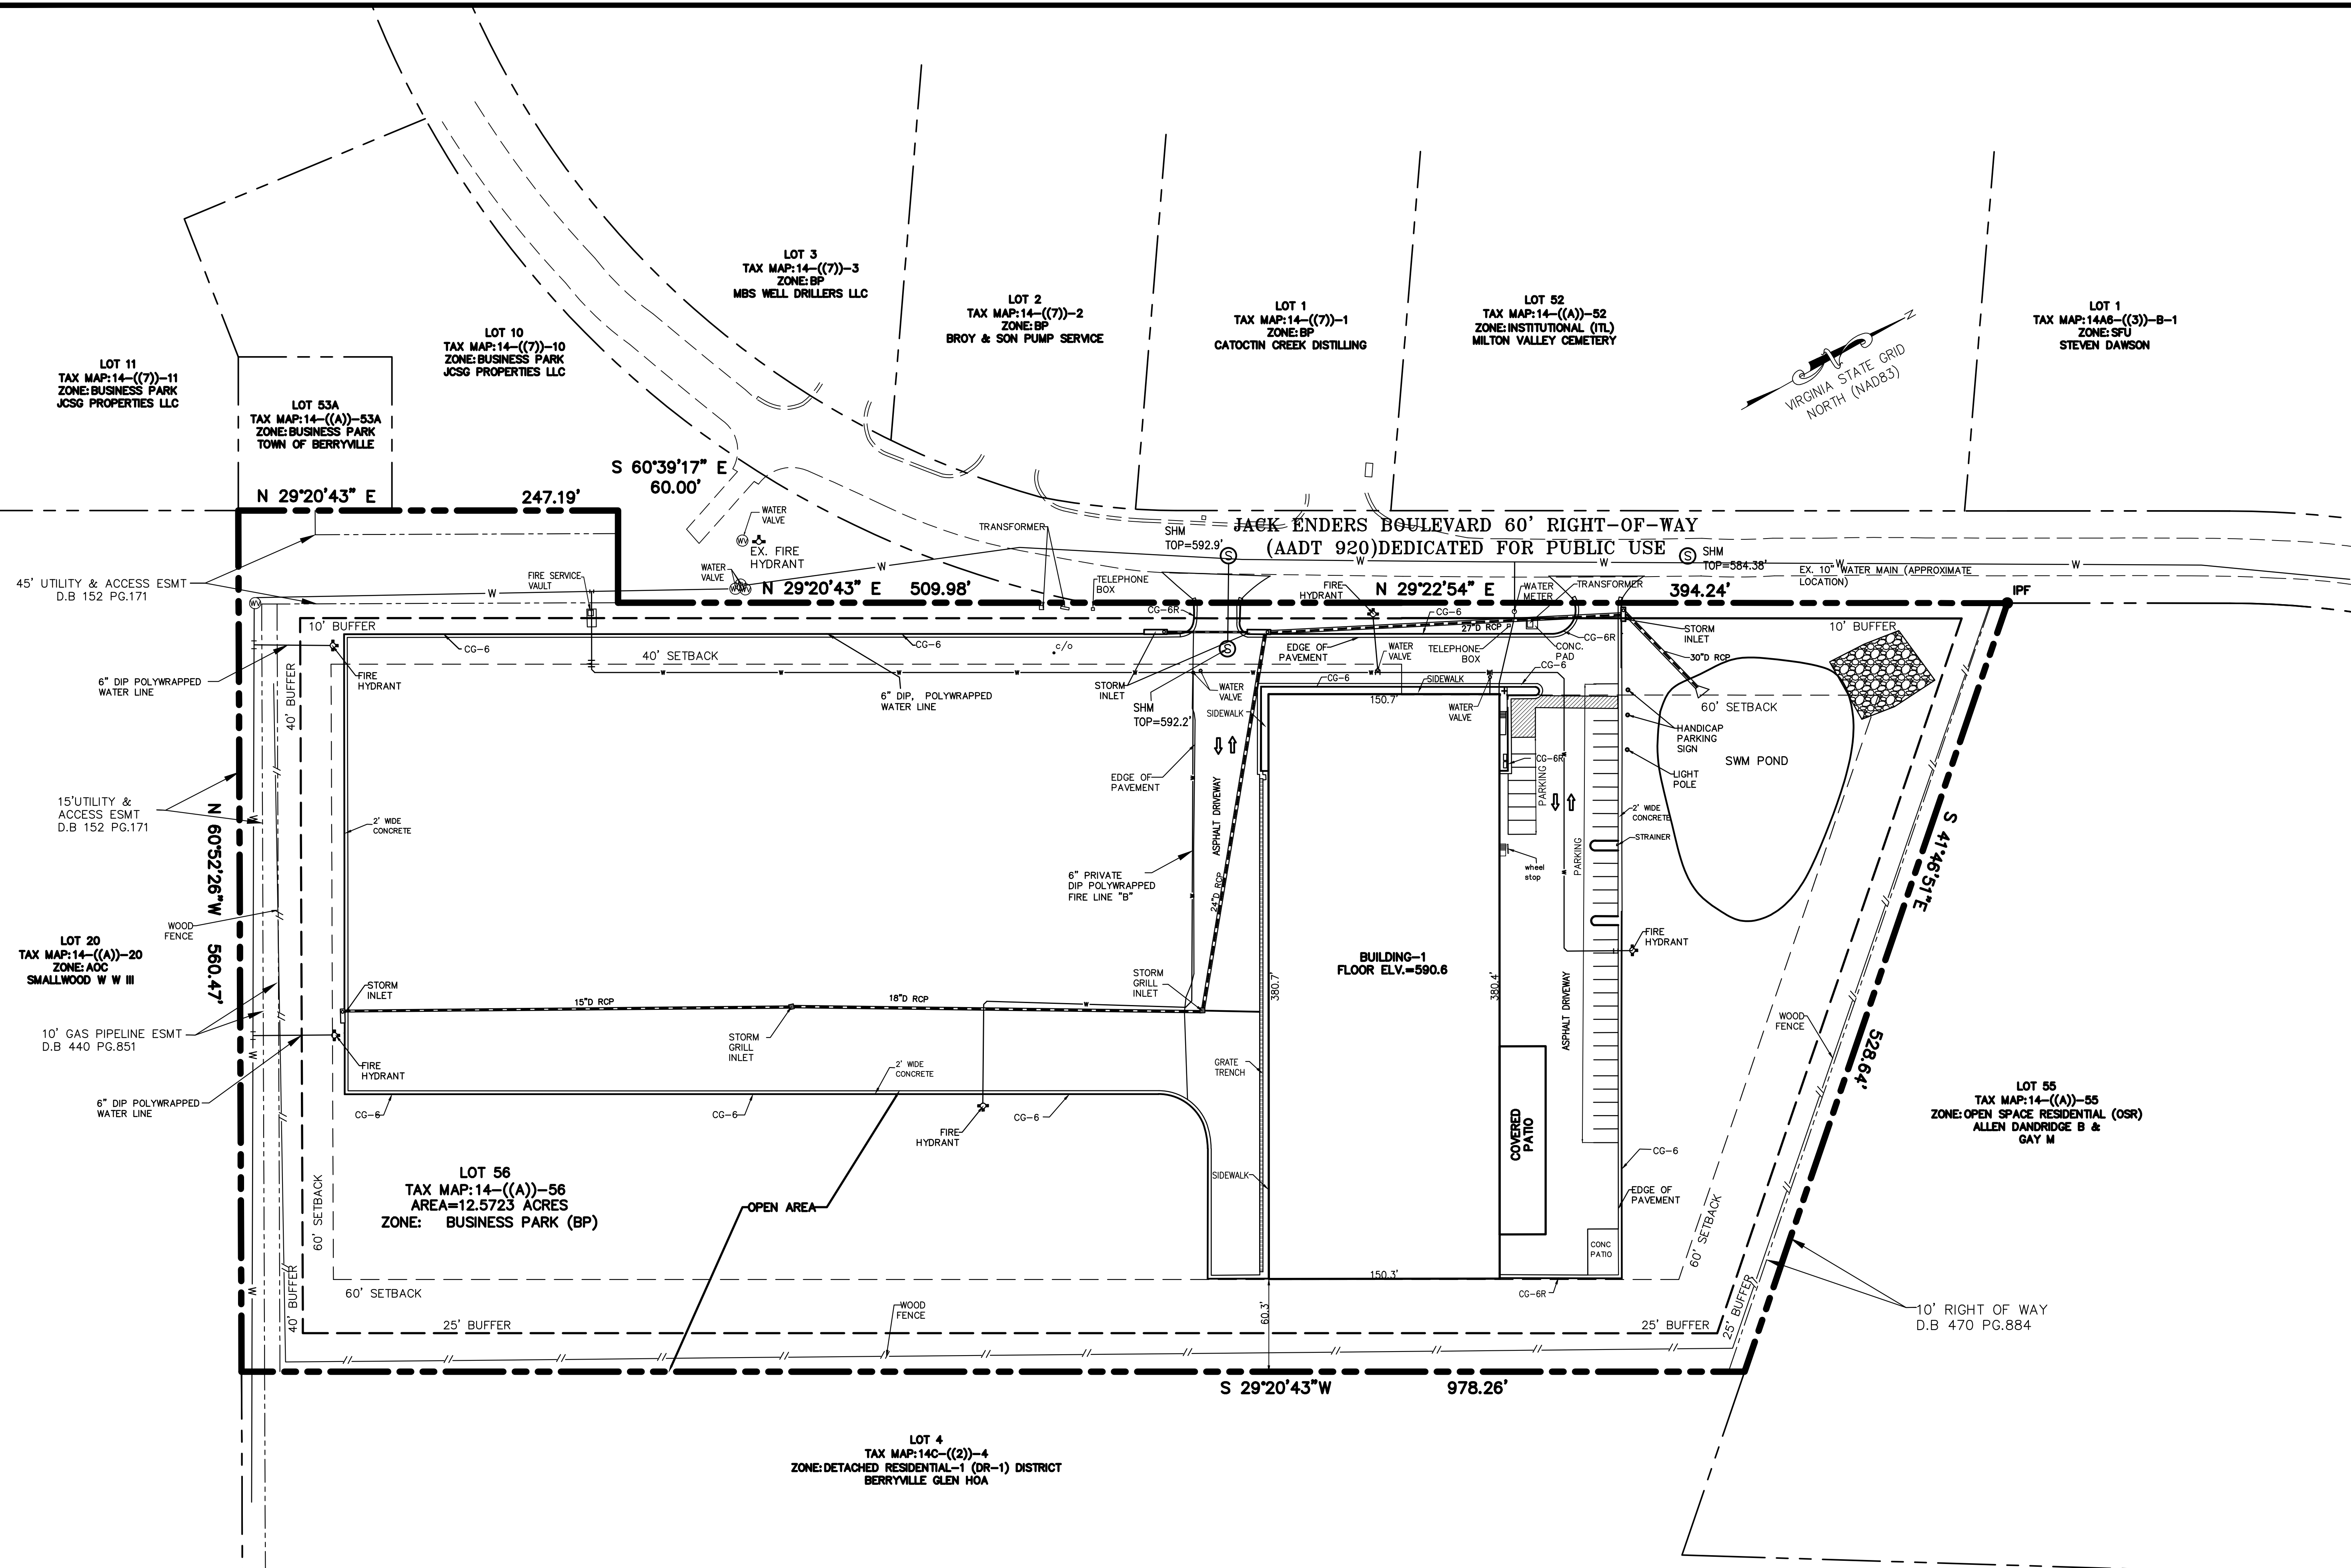 LOT 3
TAX MAP:14-((7))-3
ZONE:BP
MBS WELL DRILLERS LLC
LOT 2
TAX MAP:14-((7))-2
ZONE:BP
BROY & SON PUMP SERVICE
LOT 1
TAX MAP:14-((7))-1
ZONE:BP
CATOCTIN CREEK DISTILLING
LOT 52
TAX MAP:14-((A))-52
ZONE:INSTITUTIONAL (ITL)
MILTON VALLEY CEMETERY
LOT 1
TAX MAP:14A6-((3))-B-1
ZONE:SFU
STEVEN DAWSON
N
VIRGINIA STATE GRID
NORTH (NAD83)
LOT 10
TAX MAP:14-((7))-10
ZONE:BUSINESS PARK
JCSG PROPERTIES LLC
LOT 11
TAX MAP:14-((7))-11
ZONE:BUSINESS PARK
JCSG PROPERTIES LLC
LOT 53A
TAX MAP:14-((A))-53A
ZONE:BUSINESS PARK
TOWN OF BERRYVILLE
N 29°20'43" E
247.19'
S 60°39'17" E
60.00'
WATER
VALVE
WV
EX. FIRE
HYDRANT
TRANSFORMER
SHM
TOP=592.9'
S
JACK ENDERS BOULEVARD 60' RIGHT-OF-WAY
(AADT 920)DEDICATED FOR PUBLIC USE
S
SHM
TOP=584.38'
W
W
W
W
W
W
EX. 10" WATER MAIN (APPROXIMATE
LOCATION)
45' UTILITY & ACCESS ESMT
D.B 152 PG.171
FIRE SERVICE
VAULT
WATER
VALVE
WV
N 29°20'43" E
509.98'
TELEPHONE
BOX
FIRE
HYDRANT
N 29°22'54" E
WATER
METER
TRANSFORMER
394.24'
IPF
WV
10' BUFFER
CG-6
CG-6
c/o
CG-6R
CG-6
27"D RCP
CG-6R
STORM
INLET
10' BUFFER
40' SETBACK
EDGE OF
PAVEMENT
WATER
VALVE
TELEPHONE
BOX
CONC.
PAD
30"D RCP
S
6" DIP POLYWRAPPED
WATER LINE
FIRE
HYDRANT
40' BUFFER
6" DIP, POLYWRAPPED
WATER LINE
STORM
INLET
WATER
VALVE
SHM
TOP=592.2'
CG-6
SIDEWALK
CG-6
150.7'
SIDEWALK
WATER
VALVE
60' SETBACK
HANDICAP
PARKING
SIGN
SWM POND
LIGHT
POLE
CG-6R
PARKING
2' WIDE
CONCRETE
STRAINER
PARKING
wheel
stop
EDGE OF
PAVEMENT
ASPHALT DRIVEWAY
15'UTILITY &
ACCESS ESMT
D.B 152 PG.171
2' WIDE
CONCRETE
6" PRIVATE
DIP POLYWRAPPED
FIRE LINE "B"
24"D RCP
N 60°52'26"W
560.47'
S 41°46'51"E
528.64'
WOOD
FENCE
LOT 20
TAX MAP:14-((A))-20
ZONE:AOC
SMALLWOOD W W III
FIRE
HYDRANT
BUILDING-1
FLOOR ELV.=590.6
380.7'
380.4'
ASPHALT DRIVEWAY
STORM
INLET
15"D RCP
18"D RCP
STORM
GRILL
INLET
10' GAS PIPELINE ESMT
D.B 440 PG.851
STORM
GRILL
INLET
WOOD
FENCE
FIRE
HYDRANT
2' WIDE
CONCRETE
GRATE
TRENCH
6" DIP POLYWRAPPED
WATER LINE
CG-6
CG-6
CG-6
FIRE
HYDRANT
COVERED
PATIO
CG-6
LOT 55
TAX MAP:14-((A))-55
ZONE:OPEN SPACE RESIDENTIAL (OSR)
ALLEN DANDRIDGE B &
GAY M
LOT 56
TAX MAP:14-((A))-56
AREA=12.5723 ACRES
ZONE: BUSINESS PARK (BP)
OPEN AREA
SIDEWALK
EDGE OF
PAVEMENT
60' SETBACK
60' SETBACK
CONC
PATIO
40' BUFFER
60' SETBACK
150.3'
CG-6R
60.3'
25' BUFFER
WOOD
FENCE
25' BUFFER
25' BUFFER
10' RIGHT OF WAY
D.B 470 PG.884
S 29°20'43"W
978.26'
LOT 4
TAX MAP:14C-((2))-4
ZONE:DETACHED RESIDENTIAL-1 (DR-1) DISTRICT
BERRYVILLE GLEN HOA